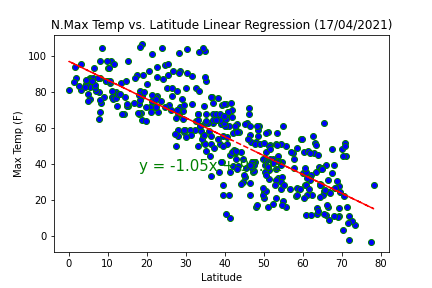 N.Max Temp vs. Latitude Linear Regression (17/04/2021)
Max Temp (F)
100
80
60
40
20
0
y = -1.05x
0 10 20 30 40 50 60 70 80
Latitude